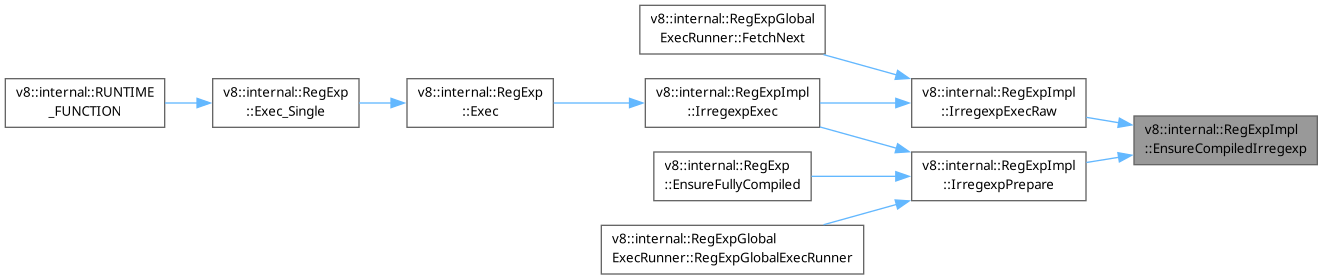 v8::internal::RegExpGlobal
ExecRunner::FetchNext
v8::internal::RUNTIME
_FUNCTION
v8::internal::RegExp
::Exec_Single
v8::internal::RegExp
::Exec
v8::internal::RegExpImpl
::IrregexpExec
v8::internal::RegExpImpl
::IrregexpExecRaw
v8::internal::RegExpImpl
::EnsureCompiledIrregexp
v8::internal::RegExp
::EnsureFullyCompiled
v8::internal::RegExpImpl
::IrregexpPrepare
v8::internal::RegExpGlobal
ExecRunner::RegExpGlobalExecRunner